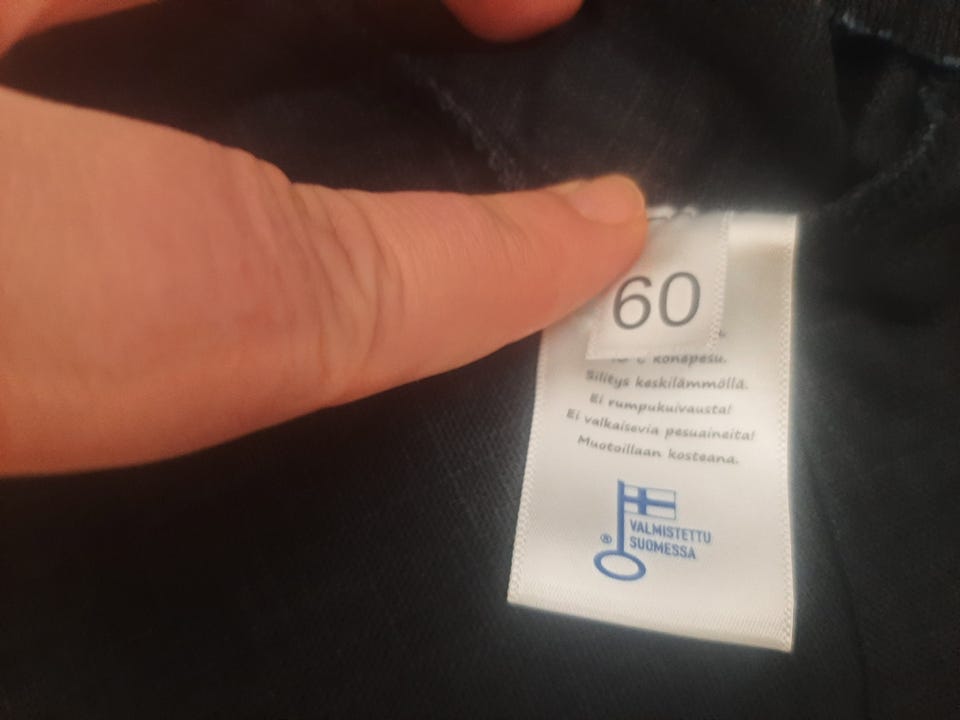 60
konepesu.
Silitys keskilämmöllä.
Ei rumpukuivausta!
Ei valkaisevia pesuaineita!
Muotoillaan kosteana.
® VALMISTETTU
SUOMESSA